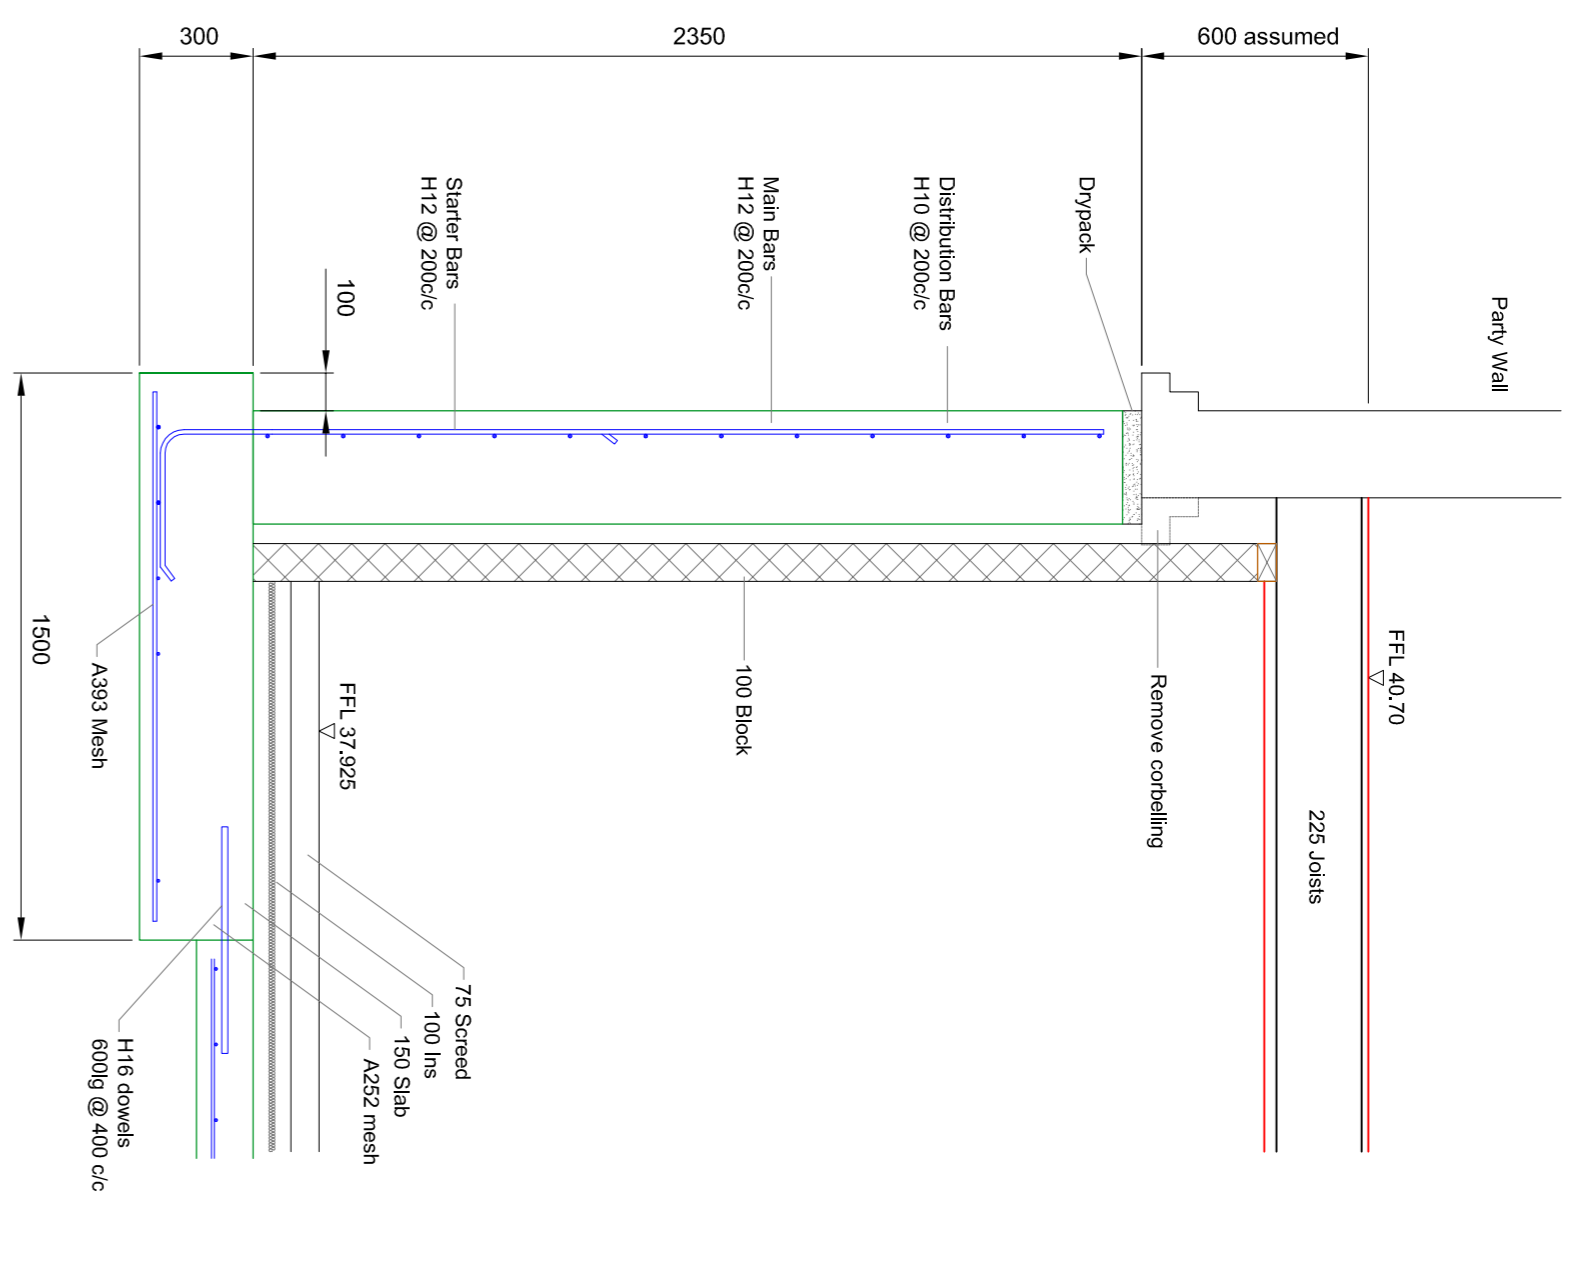 300
2350
600 assumed
Party Wall
Drypack
Distribution Bars
H10 @ 200c/c
Main Bars
H12 @ 200c/c
Starter Bars
H12 @ 200c/c
100
1500
A393 Mesh
FFL 37.925
100 Block
Remove corbelling
FFL 40.70
225 Joists
75 Screed
100 Ins
150 Slab
A252 mesh
H16 dowels
600lg @ 400 c/c